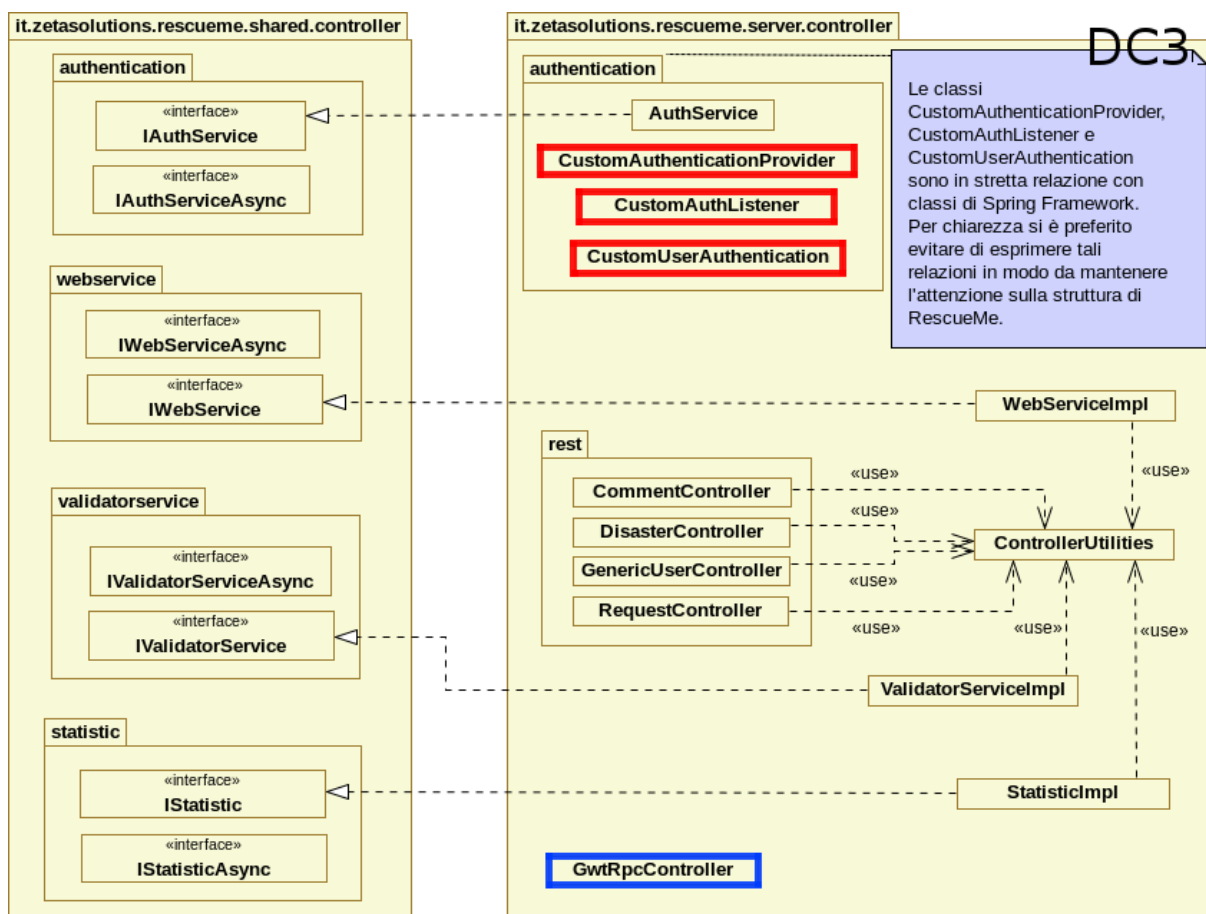 it.zetasolutions.rescueme.shared.controller
authentication
«interface»
IAuthService
«interface»
IAuthServiceAsync
webservice
«interface»
IWebServiceAsync
«interface»
IWebService
validatorservice
«interface»
IValidatorServiceAsync
«interface»
IValidatorService
statistic
«interface»
IStatistic
«interface»
IStatisticAsync
it.zetasolutions.rescueme.server.controller
DC3
authentication
AuthService
CustomAuthenticationProvider
CustomAuthListener
CustomUserAuthentication
Le classi
CustomAuthenticationProvider,
CustomAuthListener e
CustomUserAuthentication
sono in stretta relazione con
classi di Spring Framework.
Per chiarezza si è preferito
evitare di esprimere tali
relazioni in modo da mantenere
l'attenzione sulla struttura di
RescueMe.
WebServiceImpl
«use»
rest
CommentController
«use»
DisasterController
«use»
GenericUserController
«use»
RequestController
«use»
ControllerUtilities
«use»
«use»
ValidatorServiceImpl
StatisticImpl
GwtRpcController